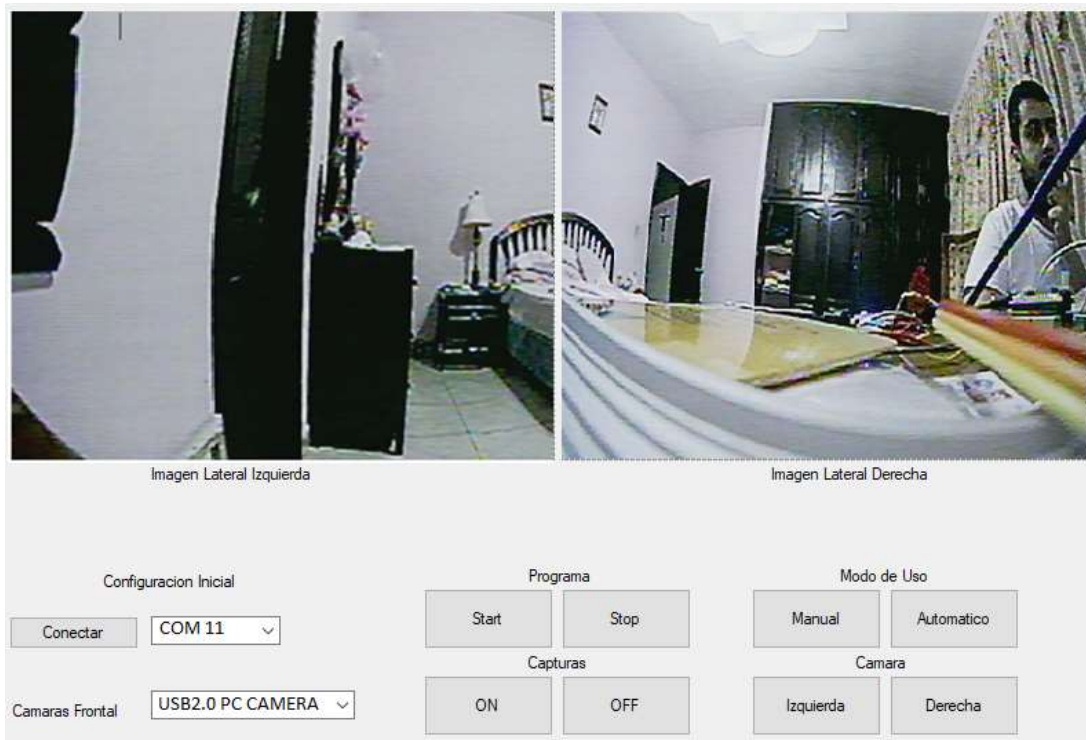 Imagen Lateral Izquierda
Imagen Lateral Derecha
Configuracion Inicial
Programa
Modo de Uso
Conectar
COM 11
Start
Stop
Manual
Automatico
Capturas
Camara
Camaras Frontal
USB2.0 PC CAMERA
ON
OFF
Izquierda
Derecha